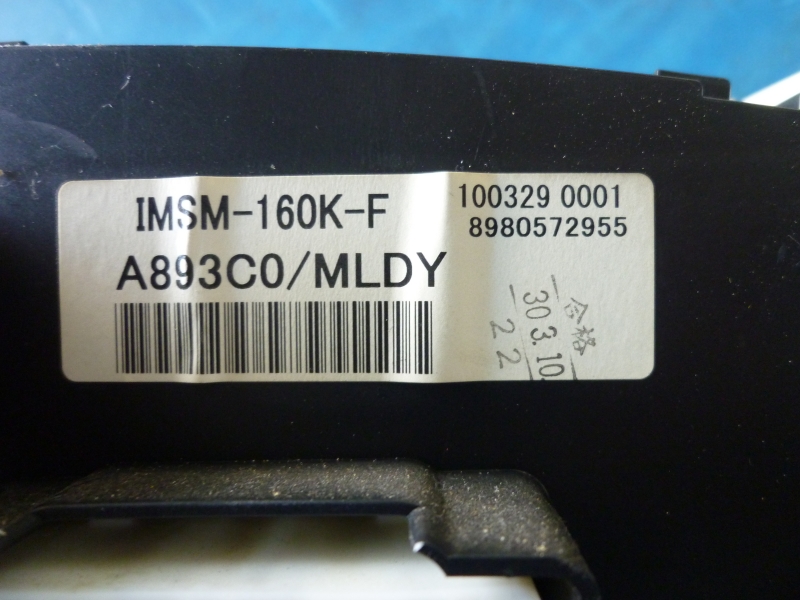 IMSM-160K-F
100329 0001
8980572955
A893C0/MLDY
合格
30 3.10
22